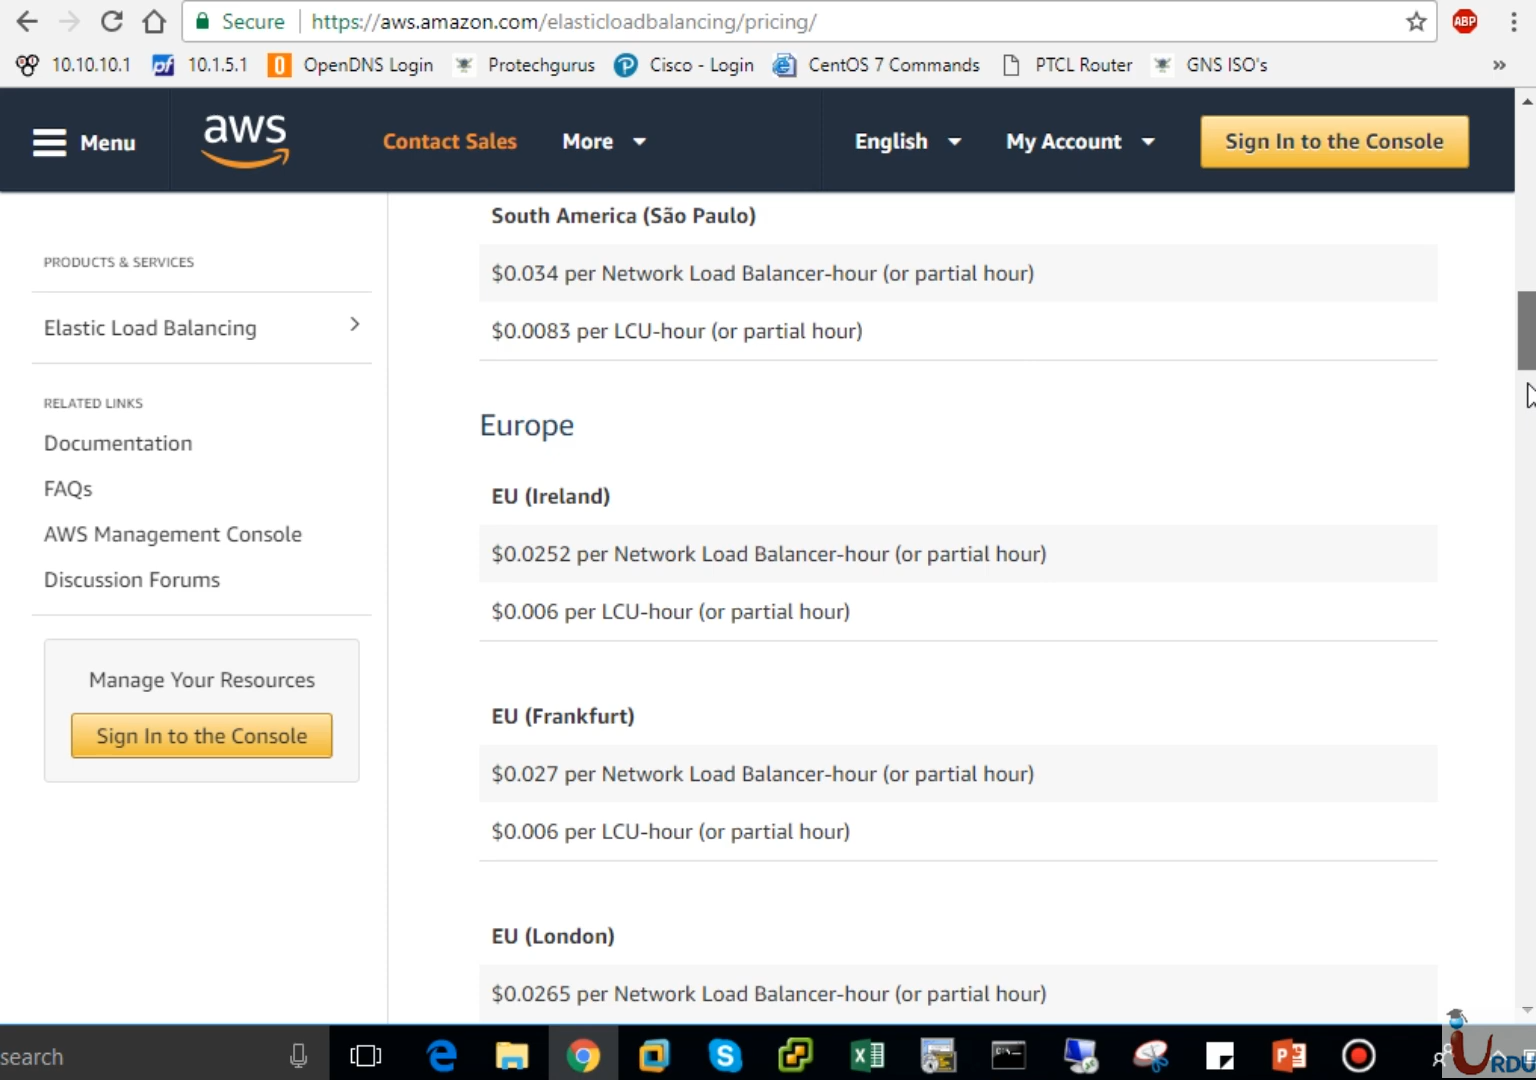 Secure https://aws.amazon.com/elasticloadbalancing/pricing/
ABP
10.10.10.1 pf 10.1.5.1 OpenDNS Login Protechgurus Cisco - Login CentOS 7 Commands PTCL Router GNS ISO's »
Menu aws Contact Sales More English My Account Sign In to the Console
PRODUCTS & SERVICES
Elastic Load Balancing
RELATED LINKS
Documentation
FAQs
AWS Management Console
Discussion Forums
Manage Your Resources
Sign In to the Console
South America (São Paulo)
$0.034 per Network Load Balancer-hour (or partial hour)
$0.0083 per LCU-hour (or partial hour)
Europe
EU (Ireland)
$0.0252 per Network Load Balancer-hour (or partial hour)
$0.006 per LCU-hour (or partial hour)
EU (Frankfurt)
$0.027 per Network Load Balancer-hour (or partial hour)
$0.006 per LCU-hour (or partial hour)
EU (London)
$0.0265 per Network Load Balancer-hour (or partial hour)
search
URDU